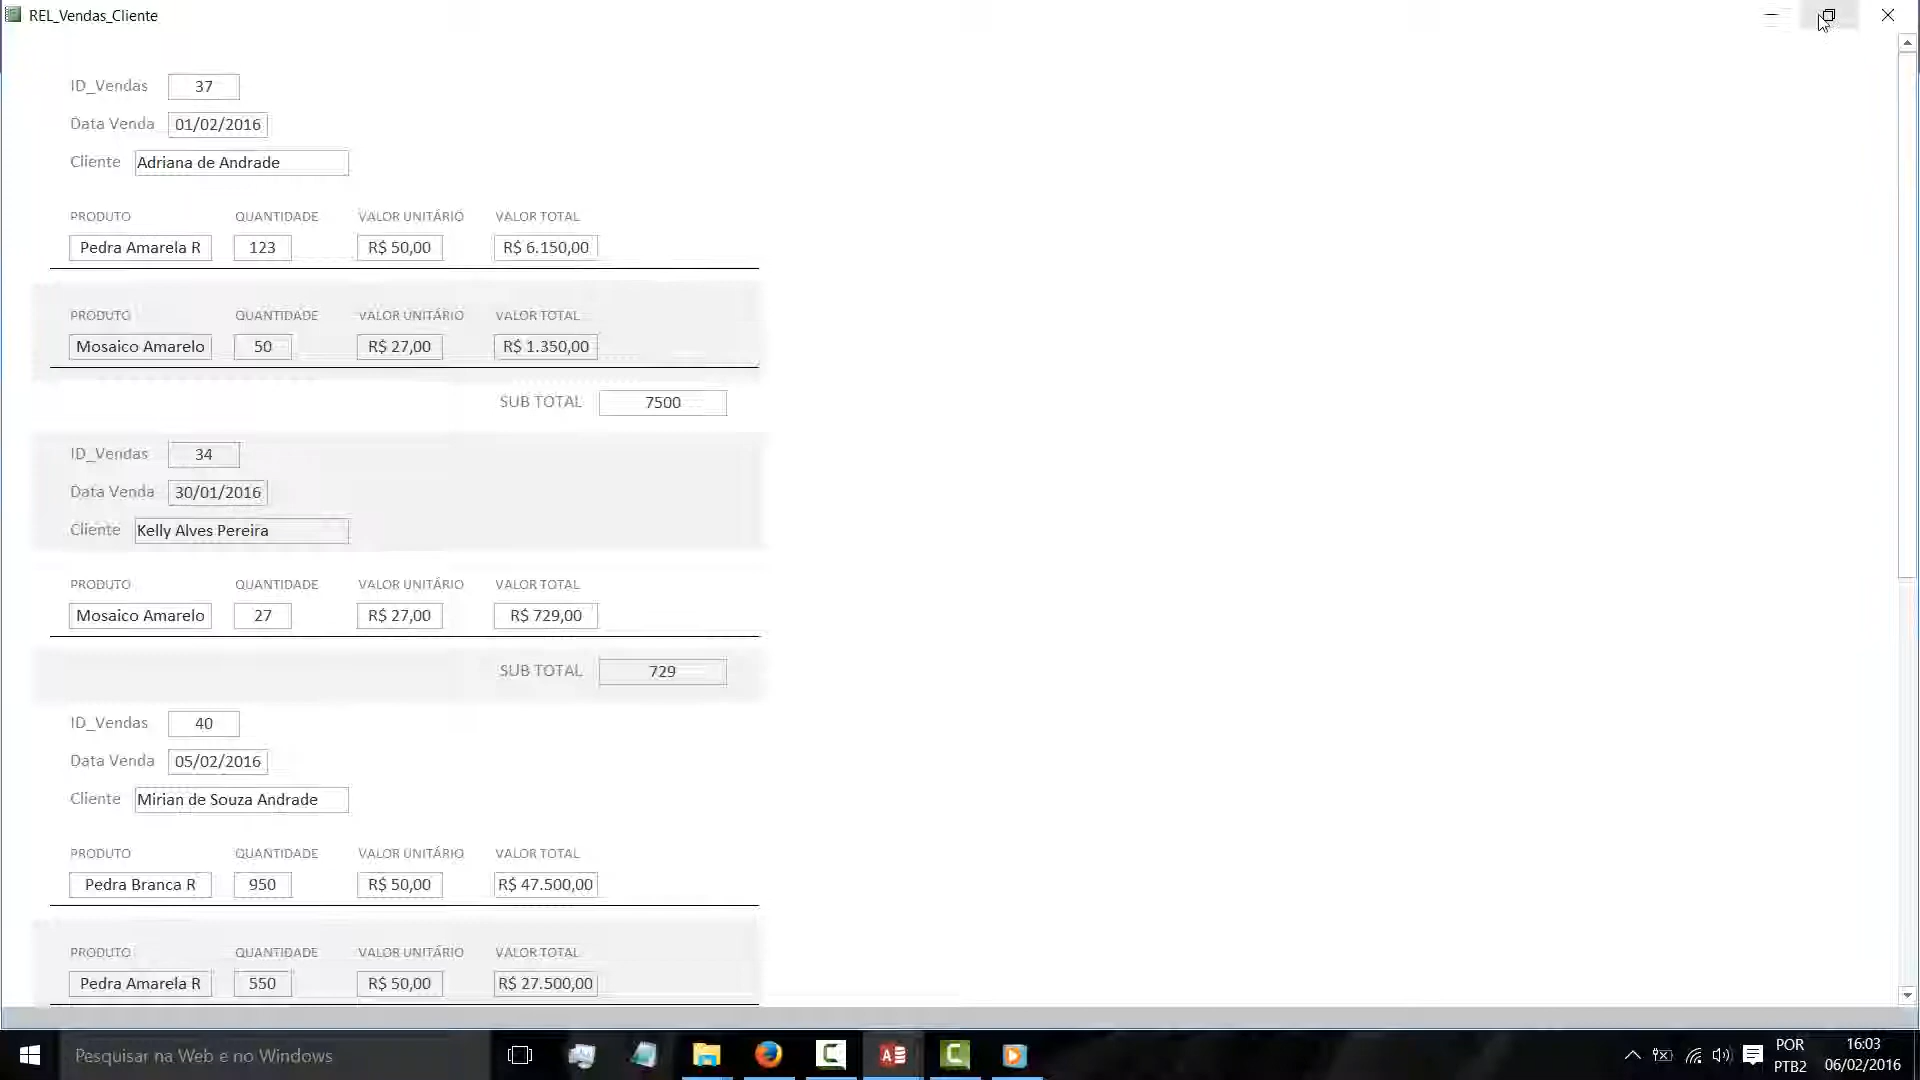 REL_Vendas_Cliente
ID_Vendas 37
Data Venda 01/02/2016
Cliente Adriana de Andrade
PRODUTO QUANTIDADE VALOR UNITÁRIO VALOR TOTAL
Pedra Amarela R 123 R$ 50,00 R$ 6.150,00
PRODUTO QUANTIDADE VALOR UNITÁRIO VALOR TOTAL
Mosaico Amarelo 50 R$ 27,00 R$ 1.350,00
SUB TOTAL 7500
ID_Vendas 34
Data Venda 30/01/2016
Cliente Kelly Alves Pereira
PRODUTO QUANTIDADE VALOR UNITÁRIO VALOR TOTAL
Mosaico Amarelo 27 R$ 27,00 R$ 729,00
SUB TOTAL 729
ID_Vendas 40
Data Venda 05/02/2016
Cliente Mirian de Souza Andrade
PRODUTO QUANTIDADE VALOR UNITÁRIO VALOR TOTAL
Pedra Branca R 950 R$ 50,00 R$ 47.500,00
PRODUTO QUANTIDADE VALOR UNITÁRIO VALOR TOTAL
Pedra Amarela R 550 R$ 50,00 R$ 27.500,00
Pesquisar na Web e no Windows
POR 16:03
PTB2 06/02/2016